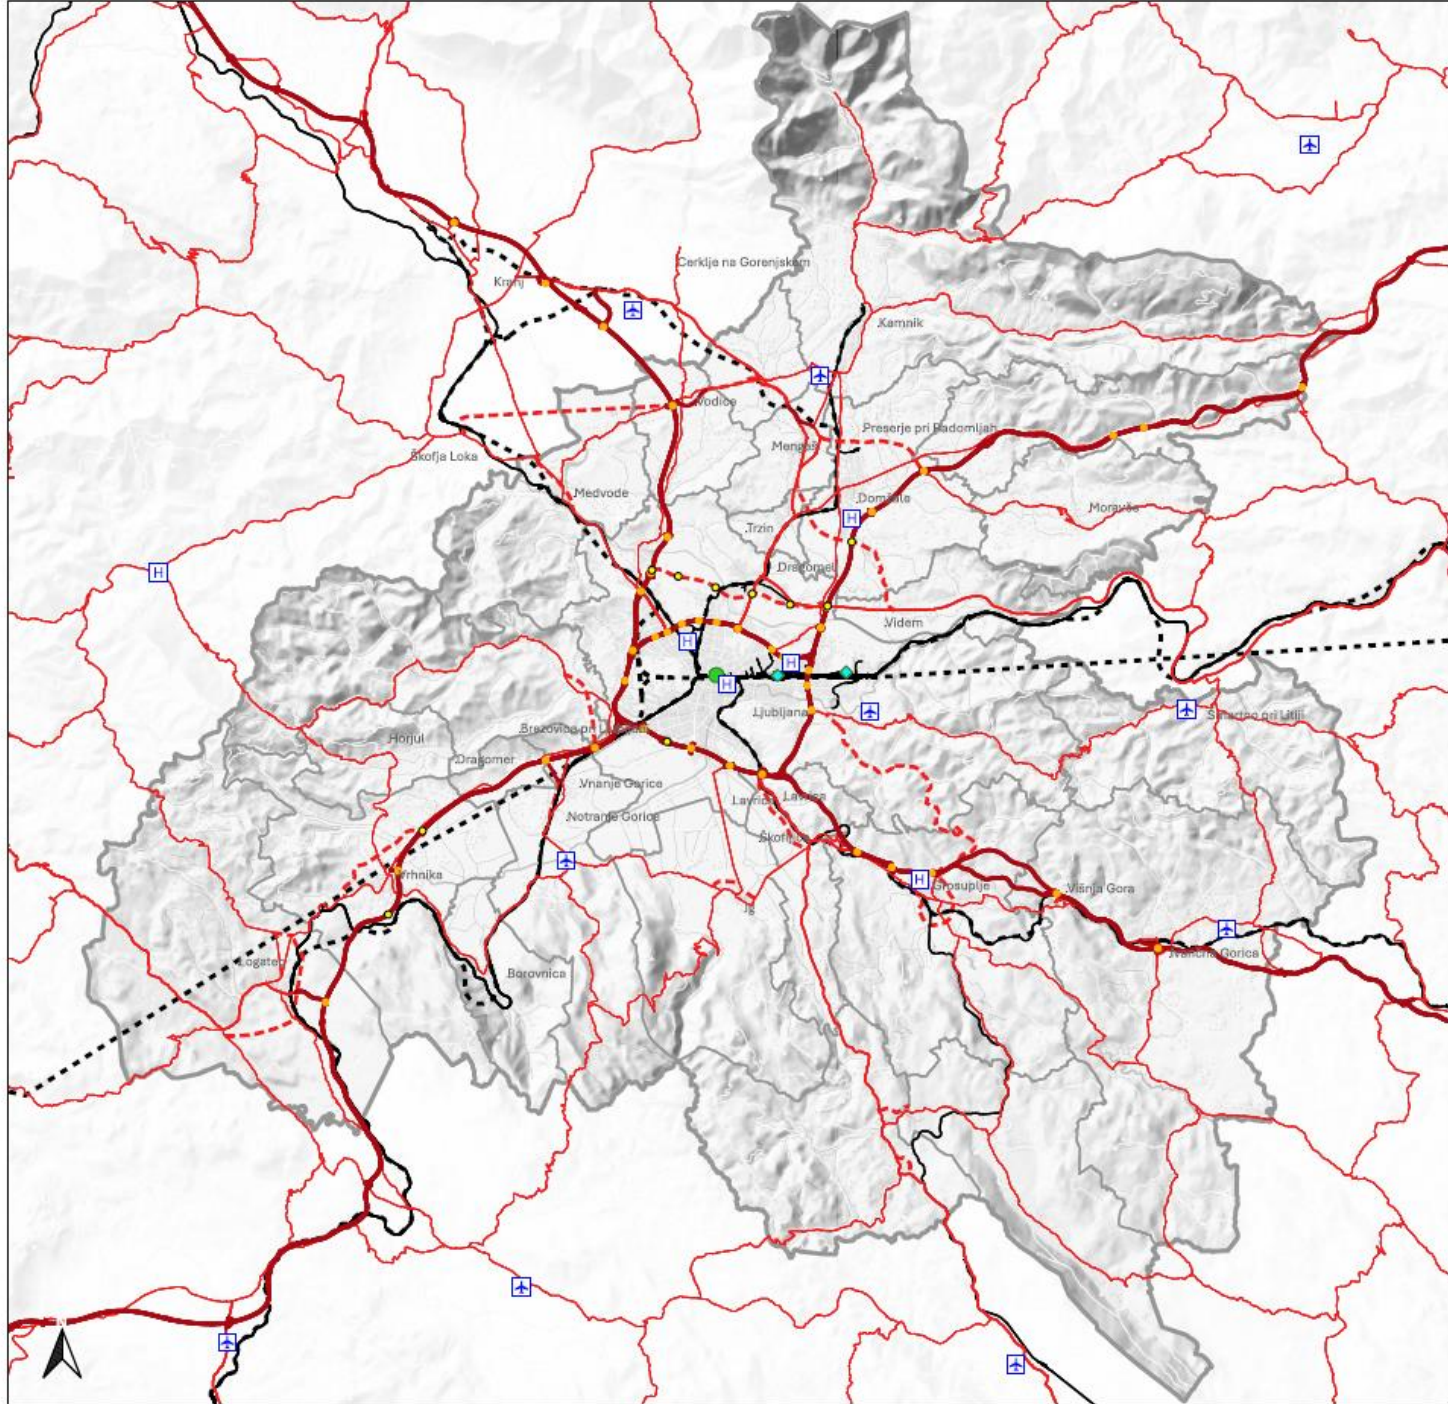 Cerklje na Gorenjskem
Kranj
Kamnik
Vodice
Preserje pri Radomljah
Mengeš
Škofja Loka
Medvode
Domžale
Moravče
Trzin
Dragomelj
Videm
H
H
H
H
H
H
Ljubljana
Šmartno pri Litiji
Horjul
Brezovica pri Ljubljani
Dragomer
Vnanje Gorice
Lavrica
Lavrica
Notranje Gorice
Škofljica
Vrhnika
Grosuplje
Višnja Gora
Ig
Ivančna Gorica
Logatec
Borovnica
N